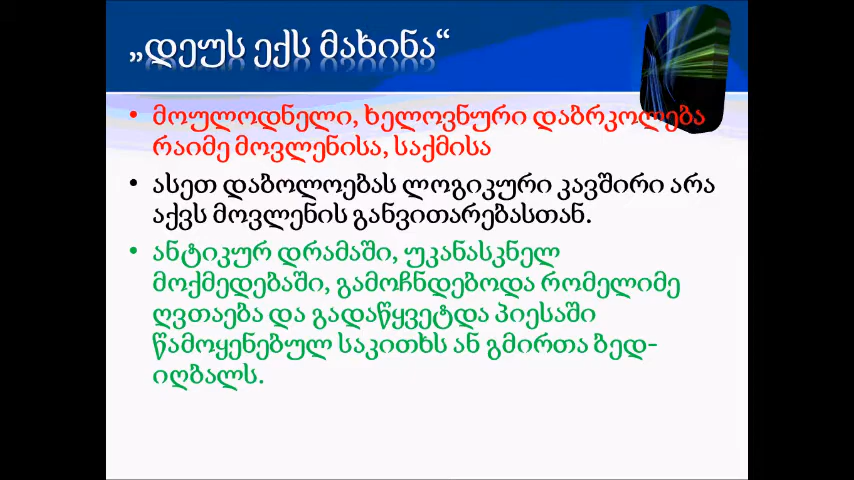 „დეუს ექს მახინა“
• მოულოდნელი, ხელოვნური დაბრკოლება
რაიმე მოვლენისა, საქმისა
• ასეთ დაბოლოებას ლოგიკური კავშირი არა
აქვს მოვლენის განვითარებასთან.
• ანტიკურ დრამაში, უკანასკნელ
მოქმედებაში, გამოჩნდებოდა რომელიმე
ღვთაება და გადაწყვეტდა პიესაში
წამოყენებულ საკითხს ან გმირთა ბედ-
იღბალს.